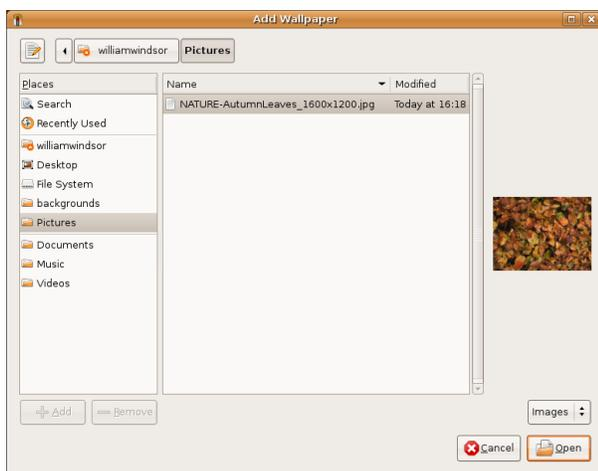 Add Wallpaper
williamwindsor Pictures
Places
Search
Recently Used
williamwindsor
Desktop
File System
backgrounds
Pictures
Documents
Music
Videos
Name Modified
NATURE-AutumnLeaves_1600x1200.jpg Today at 16:18
Add Remove
Images
Cancel Open